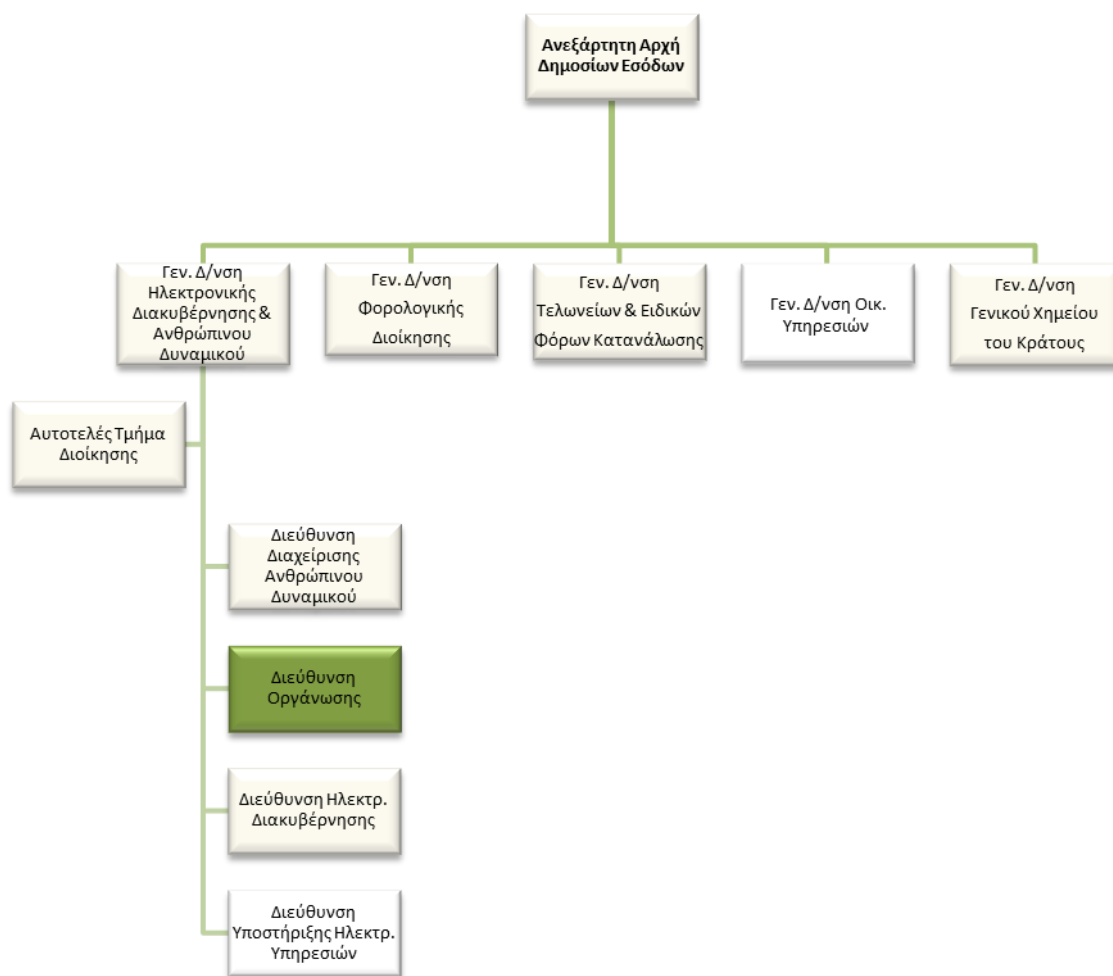 Ανεξάρτητη Αρχή
Δημοσίων Εσόδων
Γεν. Δ/νση
Ηλεκτρονικής
Διακυβέρνησης &
Ανθρώπινου
Δυναμικού
Γεν. Δ/νση
Φορολογικής
Διοίκησης
Γεν. Δ/νση
Τελωνείων & Ειδικών
Φόρων Κατανάλωσης
Γεν. Δ/νση Οικ.
Υπηρεσιών
Γεν. Δ/νση
Γενικού Χημείου
του Κράτους
Αυτοτελές Τμήμα
Διοίκησης
Διεύθυνση
Διαχείρισης
Ανθρώπινου
Δυναμικού
Διεύθυνση
Οργάνωσης
Διεύθυνση Ηλεκτρ.
Διακυβέρνησης
Διεύθυνση
Υποστήριξης Ηλεκτρ.
Υπηρεσιών